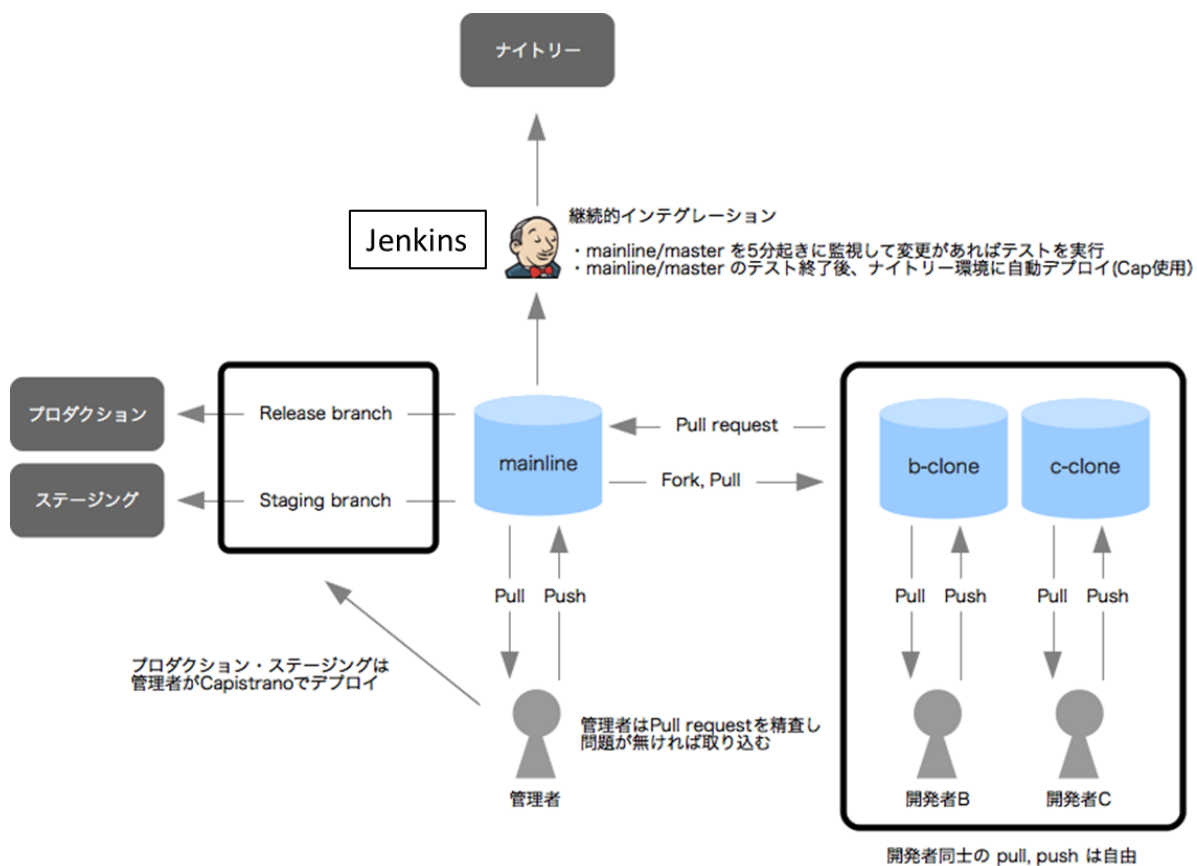 ナイトリー
Jenkins
継続的インテグレーション
・mainline/master を5分起きに監視して変更があればテストを実行
・mainline/master のテスト終了後、ナイトリー環境に自動デプロイ(Cap使用)
プロダクション
Release branch
ステージング
Staging branch
mainline
Pull request
Fork, Pull
b-clone
c-clone
Pull
Push
Pull
Push
Pull
Push
プロダクション・ステージングは
管理者がCapistranoでデプロイ
管理者はPull requestを精査し
問題が無ければ取り込む
管理者
開発者B
開発者C
開発者同士の pull, push は自由